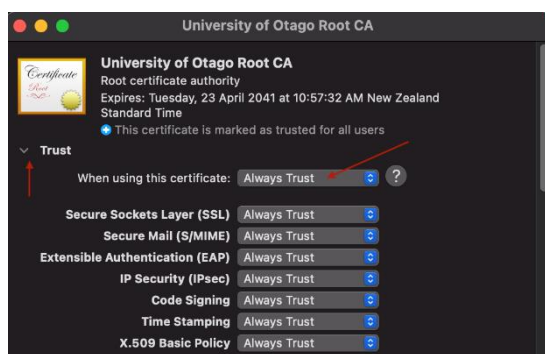 University of Otago Root CA
Certificate
Root
University of Otago Root CA
Root certificate authority
Expires: Tuesday, 23 April 2041 at 10:57:32 AM New Zealand
Standard Time
This certificate is marked as trusted for all users
Trust
When using this certificate: Always Trust ?
Secure Sockets Layer (SSL) Always Trust
Secure Mail (S/MIME) Always Trust
Extensible Authentication (EAP) Always Trust
IP Security (IPsec) Always Trust
Code Signing Always Trust
Time Stamping Always Trust
X.509 Basic Policy Always Trust